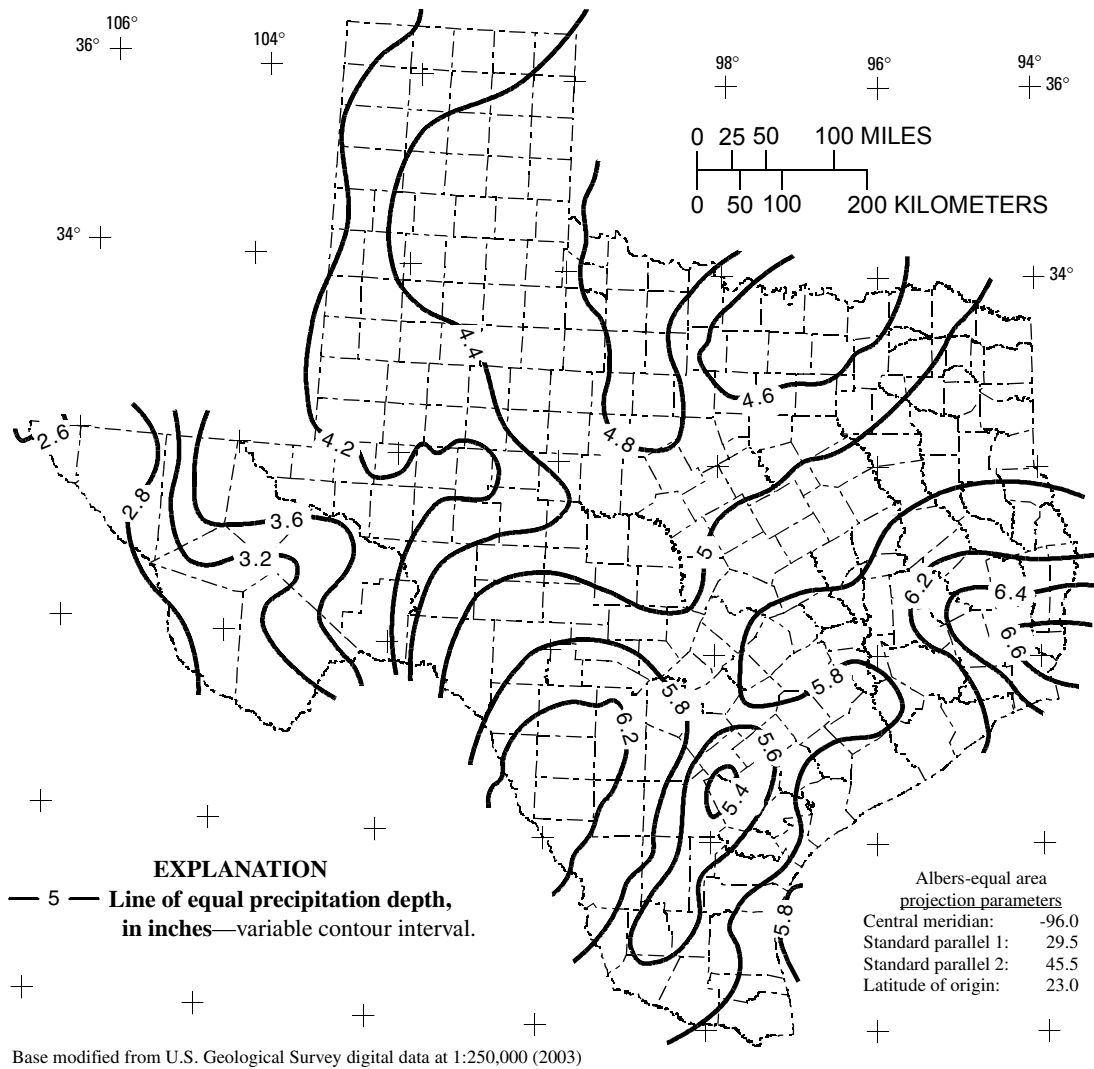 106°
36°
104°
98°
96°
94°
36°
0 25 50 100 MILES
0 50 100 200 KILOMETERS
34°
34°
4.4
4.6
2.6
4.2
4.8
2.8
3.6
3.2
5
6.2
6.4
6.6
5.8
5.8
6.2
5.6
5.4
5.8
EXPLANATION
5 Line of equal precipitation depth,
in inches—variable contour interval.
Albers-equal area
projection parameters
Central meridian: -96.0
Standard parallel 1: 29.5
Standard parallel 2: 45.5
Latitude of origin: 23.0
Base modified from U.S. Geological Survey digital data at 1:250,000 (2003)